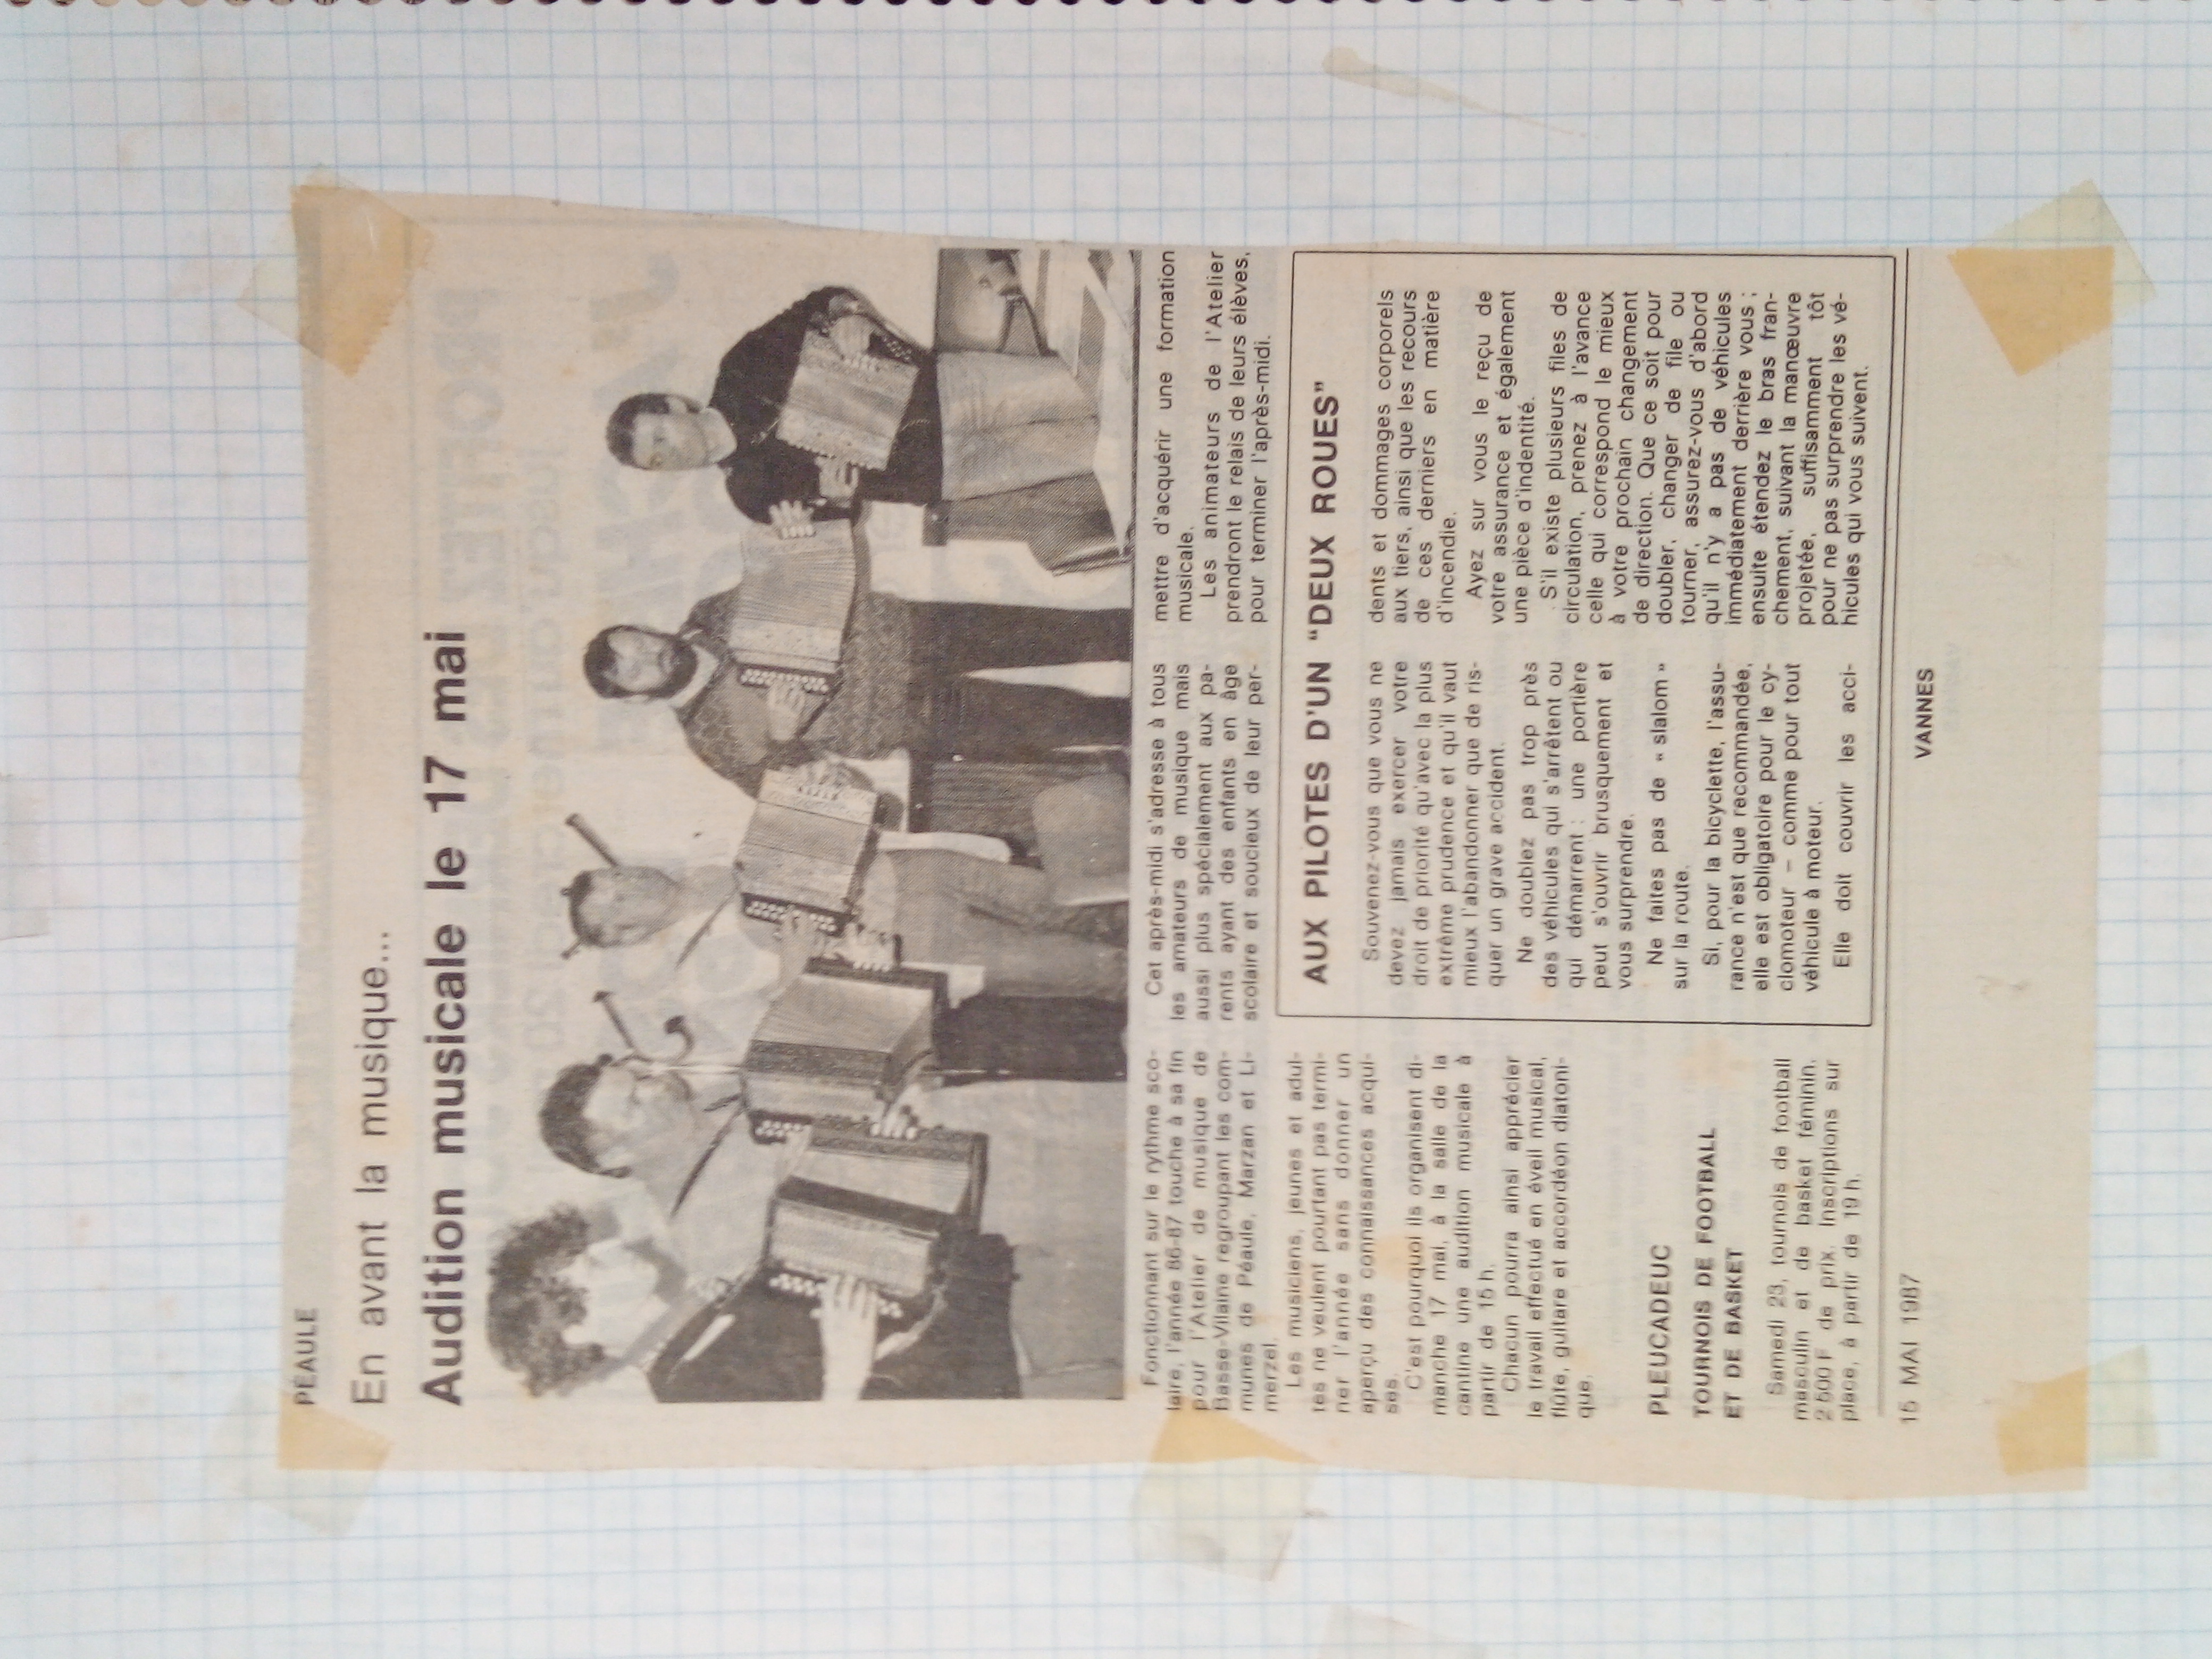 PÉAULE
En avant la musique...
Audition musicale le 17 mai
Fonctionnant sur le rythme sco-
laire, l'année 86-87 touche à sa fin
pour l'Atelier de musique de
Basse-Vilaine regroupant les com-
munes de Péaule, Marzan et Li-
merzel.
Les musiciens, jeunes et adul-
tes ne veulent pourtant pas termi-
ner l'année sans donner un
aperçu des connaissances acqui-
ses.
C'est pourquoi ils organisent di-
manche 17 mai, à la salle de la
cantine une audition musicale à
partir de 15 h.
Chacun pourra ainsi apprécier
le travail effectué en éveil musical,
flûte, guitare et accordéon diatoni-
que.
Cet après-midi s'adresse à tous
les amateurs de musique mais
aussi plus spécialement aux pa-
rents ayant des enfants en âge
scolaire et soucieux de leur per-
mettre d'acquérir une formation
musicale.
Les animateurs de l'Atelier
prendront le relais de leurs élèves,
pour terminer l'après-midi.
PLEUCADEUC
TOURNOIS DE FOOTBALL
ET DE BASKET
Samedi 23, tournois de football
masculin et de basket féminin.
2 500 F de prix. Inscriptions sur
place, à partir de 19 h.
AUX PILOTES D'UN "DEUX ROUES"
Souvenez-vous que vous ne
devez jamais exercer votre
droit de priorité qu'avec la plus
extrême prudence et qu'il vaut
mieux l'abandonner que de ris-
quer un grave accident.
Ne doublez pas trop près
des véhicules qui s'arrêtent ou
qui démarrent : une portière
peut s'ouvrir brusquement et
vous surprendre.
Ne faites pas de « slalom »
sur la route.
Si, pour la bicyclette, l'assu-
rance n'est que recommandée,
elle est obligatoire pour le cy-
clomoteur – comme pour tout
véhicule à moteur.
Elle doit couvrir les acci-
dents et dommages corporels
aux tiers, ainsi que les recours
de ces derniers en matière
d'incendie.
Ayez sur vous le reçu de
votre assurance et également
une pièce d'indentité.
S'il existe plusieurs files de
circulation, prenez à l'avance
celle qui correspond le mieux
à votre prochain changement
de direction. Que ce soit pour
doubler, changer de file ou
tourner, assurez-vous d'abord
qu'il n'y a pas de véhicules
immédiatement derrière vous ;
ensuite étendez le bras fran-
chement, suivant la manœuvre
projetée, suffisamment tôt
pour ne pas surprendre les vé-
hicules qui vous suivent.
15 MAI 1987
VANNES